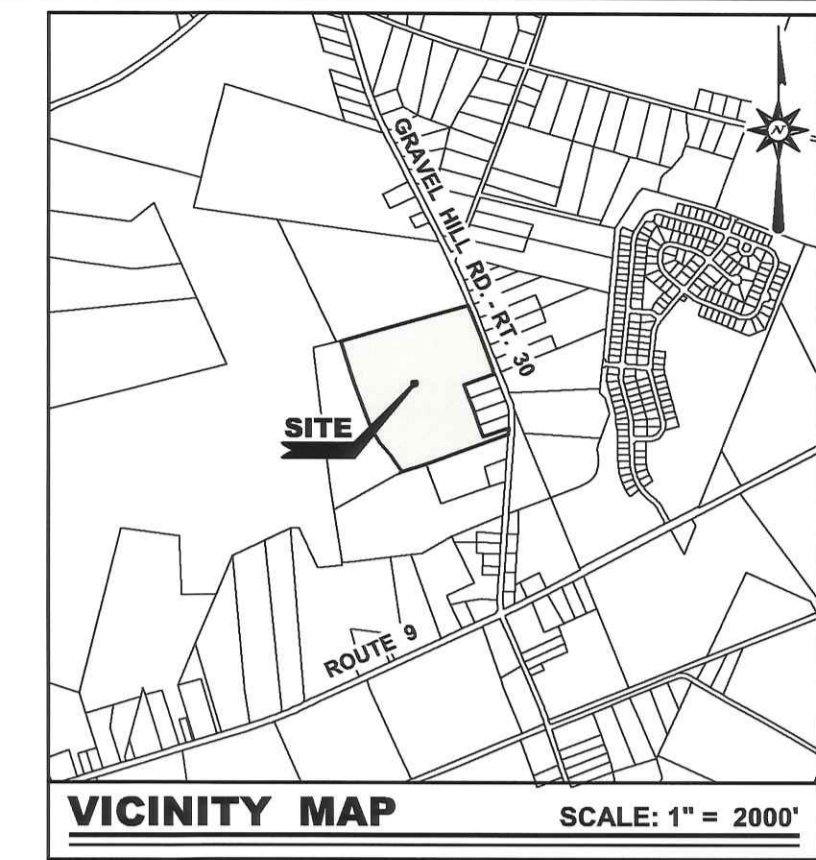 GRAVEL HILL RD. - RT. 30
N
SITE
ROUTE 9
VICINITY MAP
SCALE: 1" = 2000'